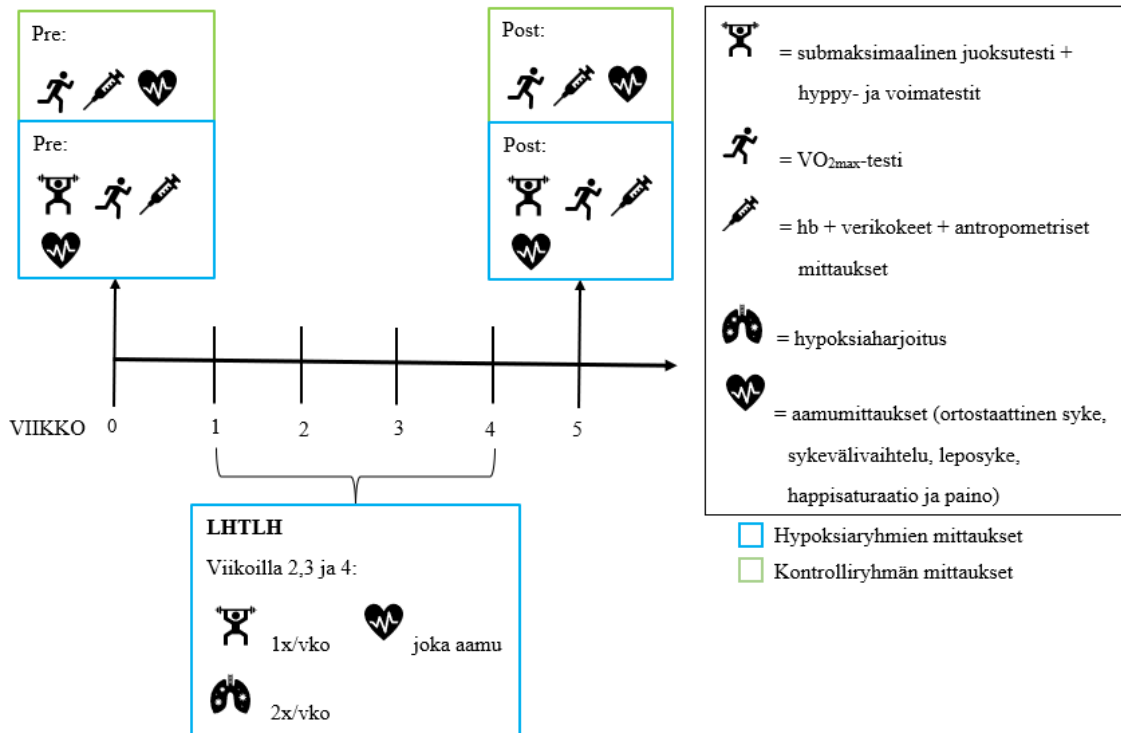 Pre:
Post:
Pre:
Post:
VIIKKO 0 1 2 3 4 5
LHTLH
Viikoilla 2,3 ja 4:
1x/vko joka aamu
2x/vko
= submaksimaalinen juoksutesti +
hyppy- ja voimatestit
= VO₂max-testi
= hb + verikokeet + antropometriset
mittaukset
= hypoksiaharjoitus
= aamumittaukset (ortostaattinen syke,
sykevälivaihtelu, leposyke,
happisaturaatio ja paino)
Hypoksiaryhmien mittaukset
Kontrolliryhmän mittaukset